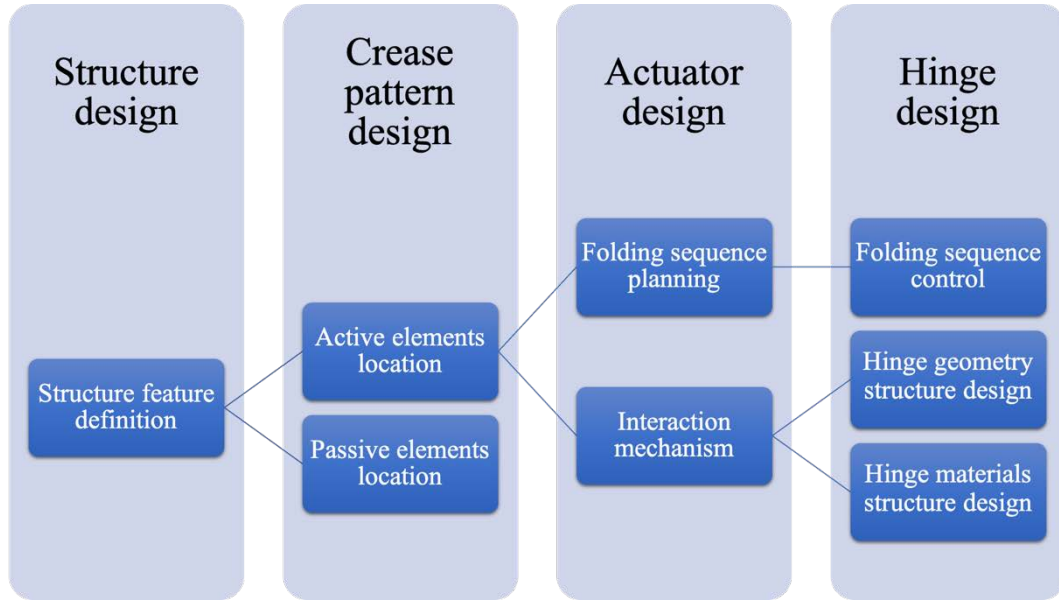 Structure
design
Crease
pattern
design
Actuator
design
Hinge
design
Structure feature
definition
Active elements
location
Passive elements
location
Folding sequence
planning
Interaction
mechanism
Folding sequence
control
Hinge geometry
structure design
Hinge materials
structure design